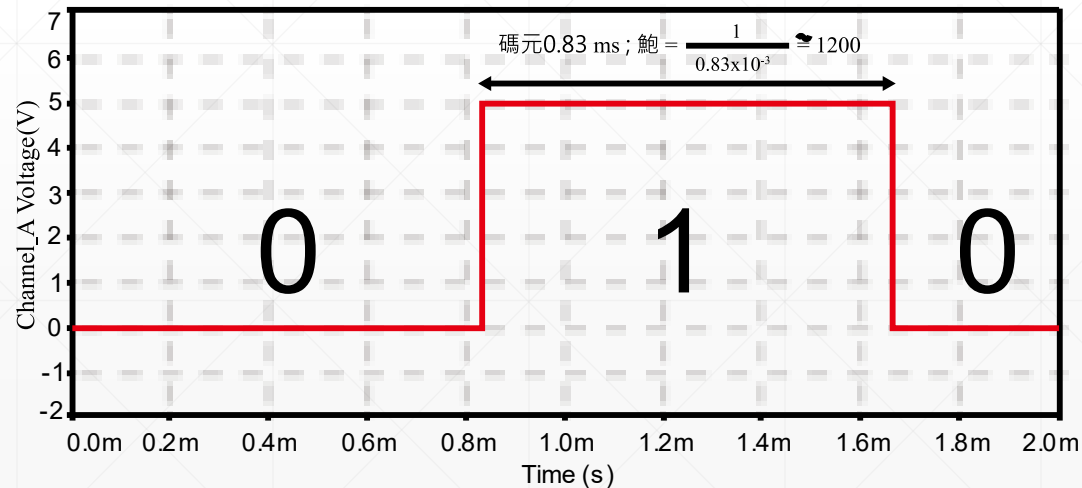 7
6
5
4
3
2
1
0
-1
-2
Channel_A Voltage(V)
碼元0.83 ms ; 鮑 = 1 / 0.83x10⁻³ ≅ 1200
0 1 0
0.0m 0.2m 0.4m 0.6m 0.8m 1.0m 1.2m 1.4m 1.6m 1.8m 2.0m
Time (s)